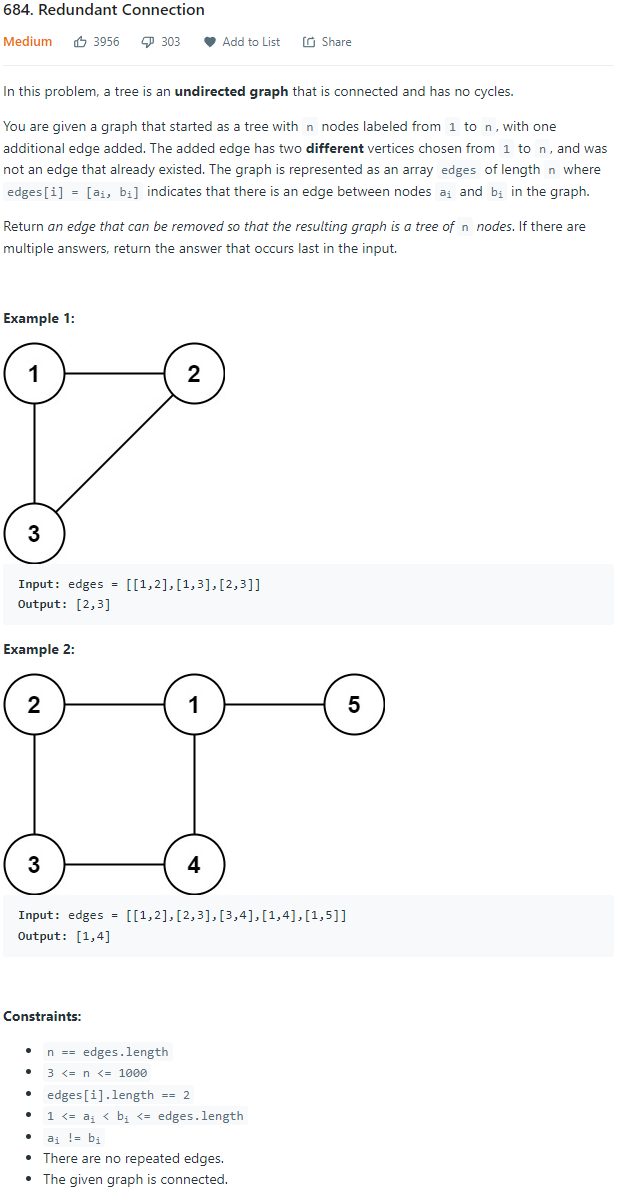 684. Redundant Connection
Medium 3956 303 Add to List Share
In this problem, a tree is an undirected graph that is connected and has no cycles.
You are given a graph that started as a tree with n nodes labeled from 1 to n, with one
additional edge added. The added edge has two different vertices chosen from 1 to n, and was
not an edge that already existed. The graph is represented as an array edges of length n where
edges[i] = [aᵢ, bᵢ] indicates that there is an edge between nodes aᵢ and bᵢ in the graph.
Return an edge that can be removed so that the resulting graph is a tree of n nodes. If there are
multiple answers, return the answer that occurs last in the input.
Example 1:
1 2
3
Input: edges = [[1,2],[1,3],[2,3]]
Output: [2,3]
Example 2:
2 1 5
3 4
Input: edges = [[1,2],[2,3],[3,4],[1,4],[1,5]]
Output: [1,4]
Constraints:
• n == edges.length
• 3 <= n <= 1000
• edges[i].length == 2
• 1 <= aᵢ < bᵢ <= edges.length
• aᵢ != bᵢ
• There are no repeated edges.
• The given graph is connected.